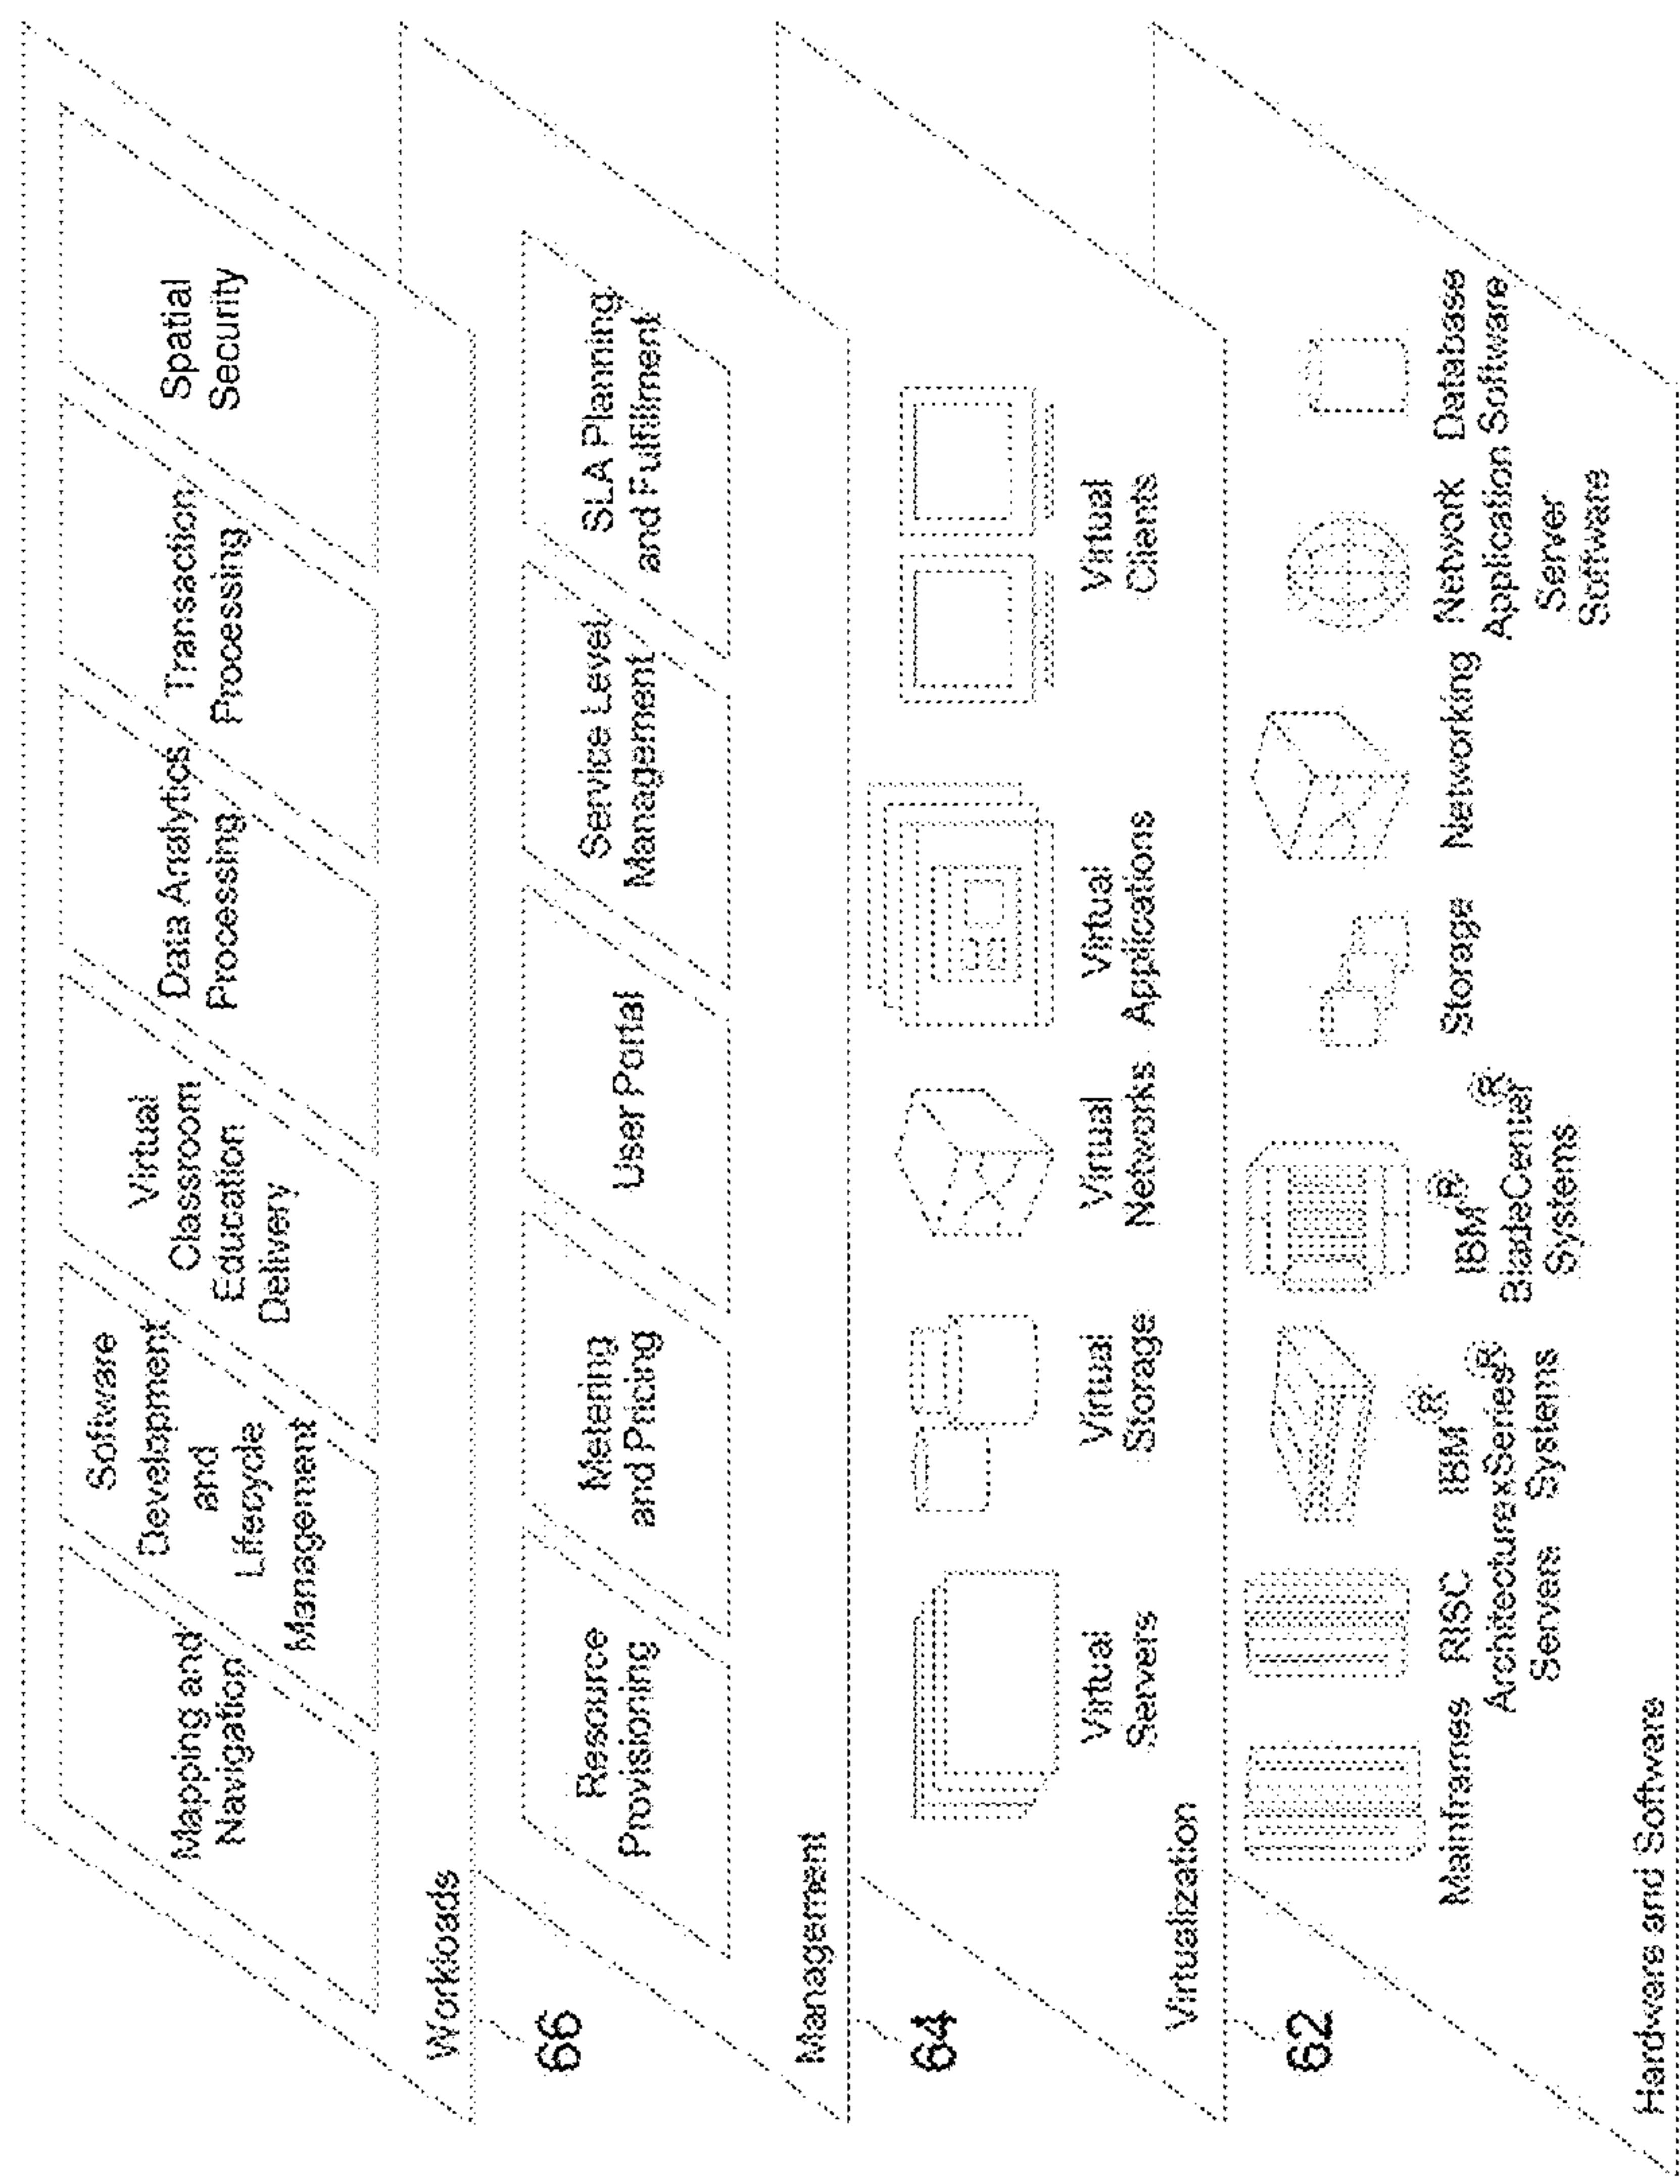 Mapping and
Navigation
Software
Development
and
Lifecycle
Management
Virtual
Classroom
Education
Delivery
Data Analytics
Processing
Transaction
Processing
Spatial
Security
Workloads
66
Resource
Provisioning
Metering
and Pricing
User Portal
Service Level
Management
SLA Planning
and Fulfillment
Management
64
Virtual
Servers
Virtual
Storage
Virtual
Networks
Virtual
Applications
Virtual
Clients
Virtualization
62
Mainframes
RISC
Architecture
Servers
IBM®
xSeries®
Systems
IBM®
BladeCenter®
Systems
Storage
Networking
Network
Application
Server
Software
Database
Software
Hardware and Software